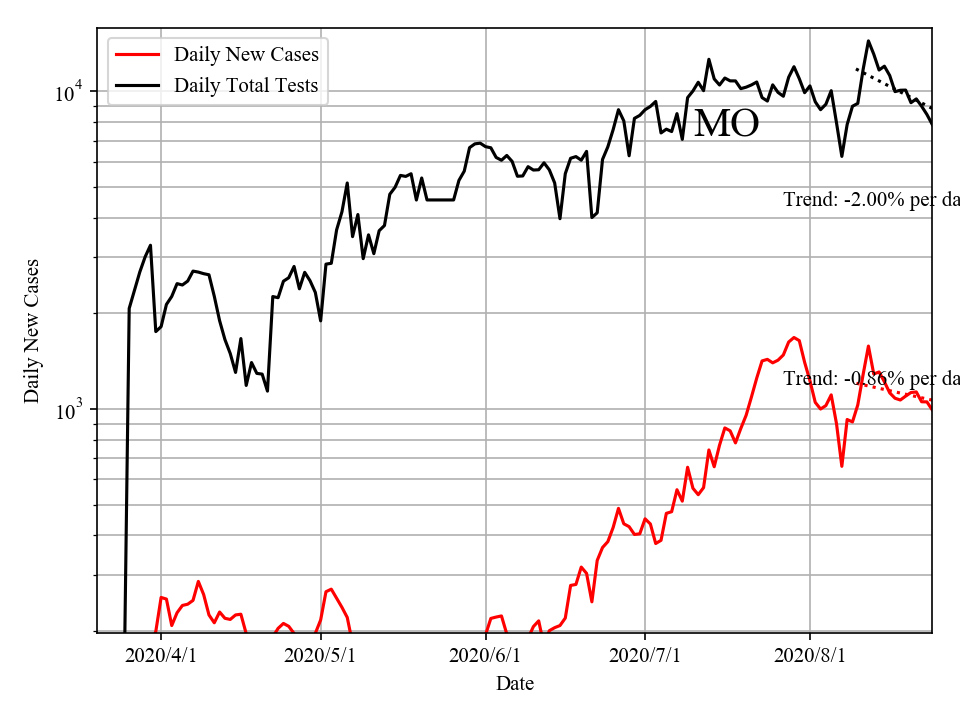 Daily New Cases
Daily Total Tests
MO
Trend: -2.00% per da
Trend: -0.86% per da
10^4
10^3
Daily New Cases
2020/4/1
2020/5/1
2020/6/1
2020/7/1
2020/8/1
Date